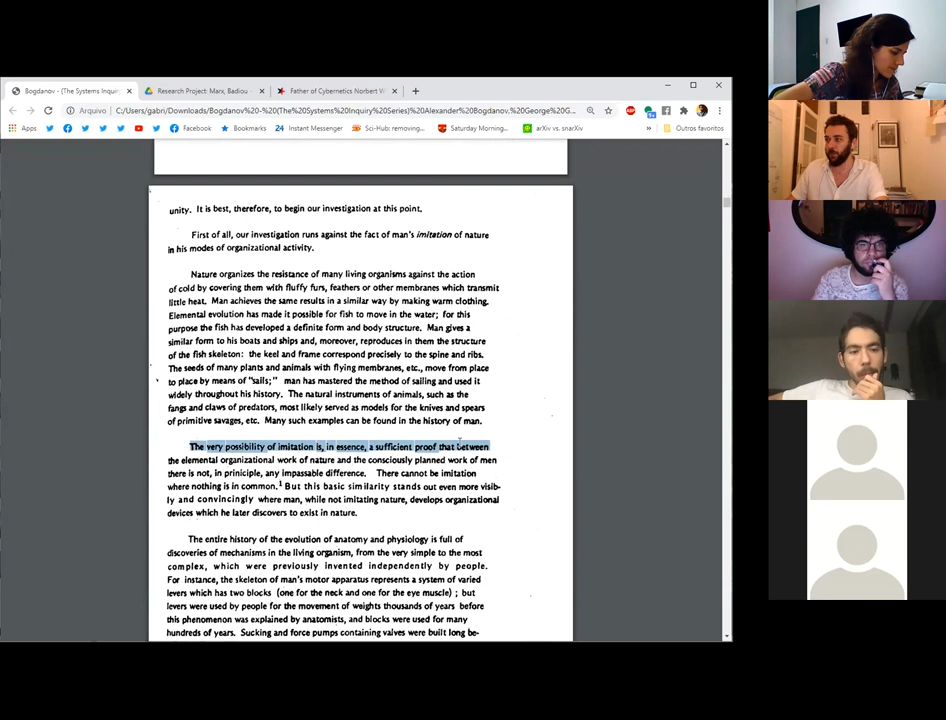 Bogdanov - (The Systems Inquiry
Research Project: Marx, Badiou -
Father of Cybernetics Norbert W
Arquivo
C:/Users/gabri/Downloads/Bogdanov%20-%20(The%20Systems%20Inquiry%20Series)%20Alexander%20Bogdanov.%20George%20G...
Apps
Facebook
Bookmarks
24
Instant Messenger
Sci-Hub: removing...
Saturday Morning...
arXiv vs. snarXiv
»
Outros favoritos
unity. It is best, therefore, to begin our investigation at this point.
First of all, our investigation runs against the fact of man's imitation of nature
in his modes of organizational activity.
Nature organizes the resistance of many living organisms against the action
of cold by covering them with fluffy furs, feathers or other membranes which transmit
little heat. Man achieves the same results in a similar way by making warm clothing.
Elemental evolution has made it possible for fish to move in the water; for this
purpose the fish has developed a definite form and body structure. Man gives a
similar form to his boats and ships and, moreover, reproduces in them the structure
of the fish skeleton: the keel and frame correspond precisely to the spine and ribs.
The seeds of many plants and animals with flying membranes, etc., move from place
to place by means of "sails;" man has mastered the method of sailing and used it
widely throughout his history. The natural instruments of animals, such as the
fangs and claws of predators, most likely served as models for the knives and spears
of primitive savages, etc. Many such examples can be found in the history of man.
The very possibility of imitation is, in essence, a sufficient proof that between
the elemental organizational work of nature and the consciously planned work of men
there is not, in priniciple, any impassable difference. There cannot be imitation
where nothing is in common.1 But this basic similarity stands out even more visib-
ly and convincingly where man, while not imitating nature, develops organizational
devices which he later discovers to exist in nature.
The entire history of the evolution of anatomy and physiology is full of
discoveries of mechanisms in the living organism, from the very simple to the most
complex, which were previously invented independently by people.
For instance, the skeleton of man's motor apparatus represents a system of varied
levers which has two blocks (one for the neck and one for the eye muscle) ; but
levers were used by people for the movement of weights thousands of years before
this phenomenon was explained by anatomists, and blocks were used for many
hundreds of years. Sucking and force pumps containing valves were built long be-